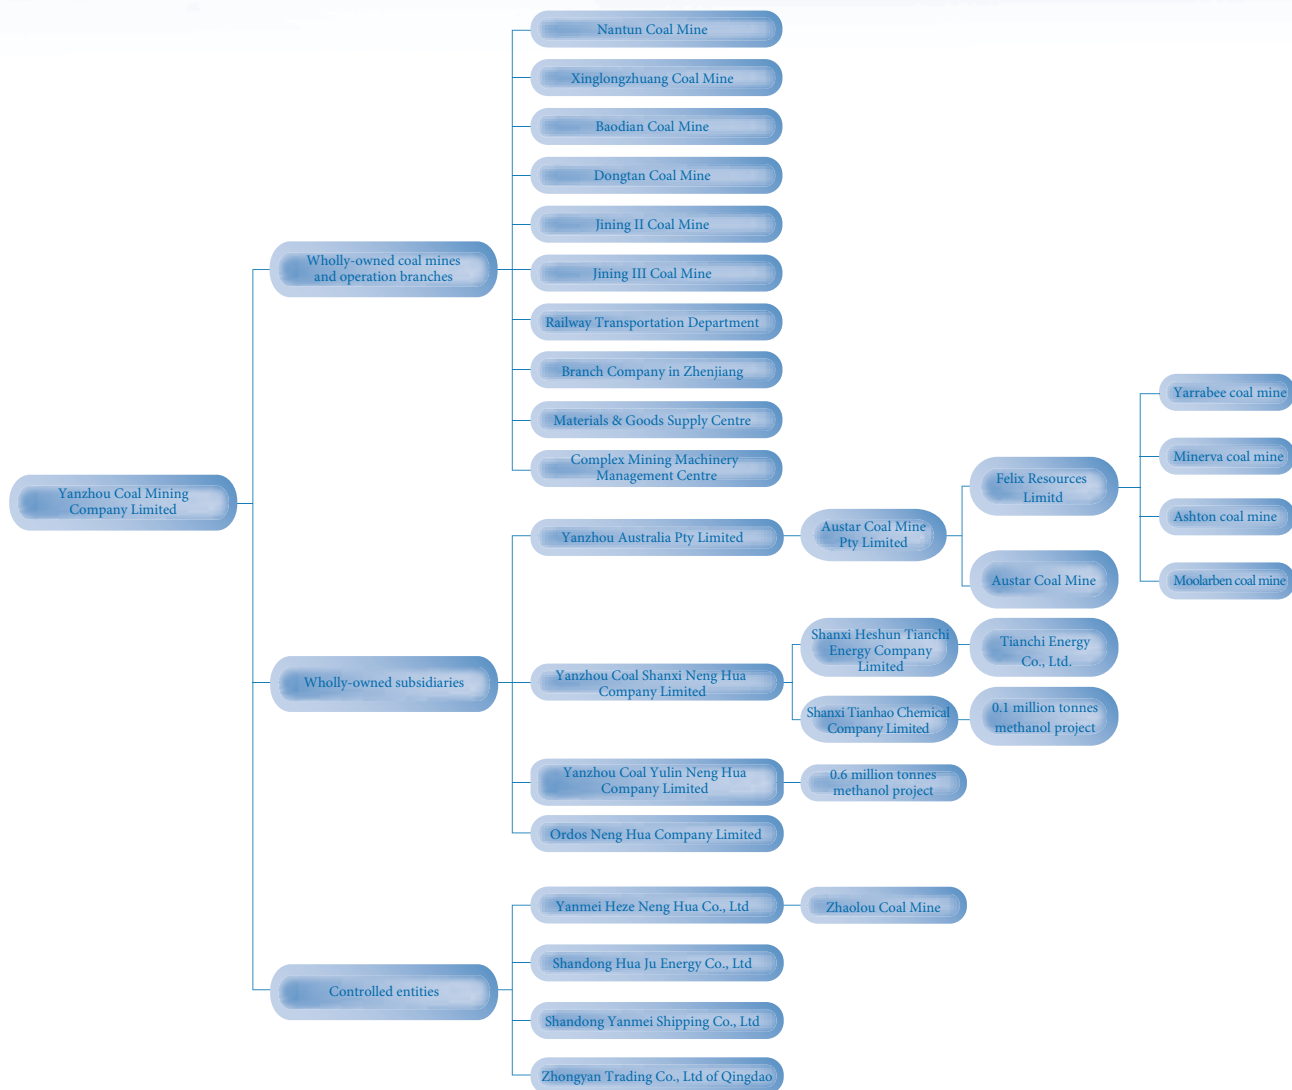 Nantun Coal Mine
Xinglongzhuang Coal Mine
Baodian Coal Mine
Dongtan Coal Mine
Jining II Coal Mine
Wholly-owned coal mines
and operation branches
Jining III Coal Mine
Railway Transportation Department
Branch Company in Zhenjiang
Materials & Goods Supply Centre
Complex Mining Machinery
Management Centre
Yanzhou Coal Mining
Company Limited
Yanzhou Australia Pty Limited
Austar Coal Mine
Pty Limited
Felix Resources
Limitd
Yarrabee coal mine
Minerva coal mine
Ashton coal mine
Moolarben coal mine
Austar Coal Mine
Wholly-owned subsidiaries
Yanzhou Coal Shanxi Neng Hua
Company Limited
Shanxi Heshun Tianchi
Energy Company
Limited
Tianchi Energy
Co., Ltd.
Shanxi Tianhao Chemical
Company Limited
0.1 million tonnes
methanol project
Yanzhou Coal Yulin Neng Hua
Company Limited
0.6 million tonnes
methanol project
Ordos Neng Hua Company Limited
Yanmei Heze Neng Hua Co., Ltd
Zhaolou Coal Mine
Shandong Hua Ju Energy Co., Ltd
Controlled entities
Shandong Yanmei Shipping Co., Ltd
Zhongyan Trading Co., Ltd of Qingdao